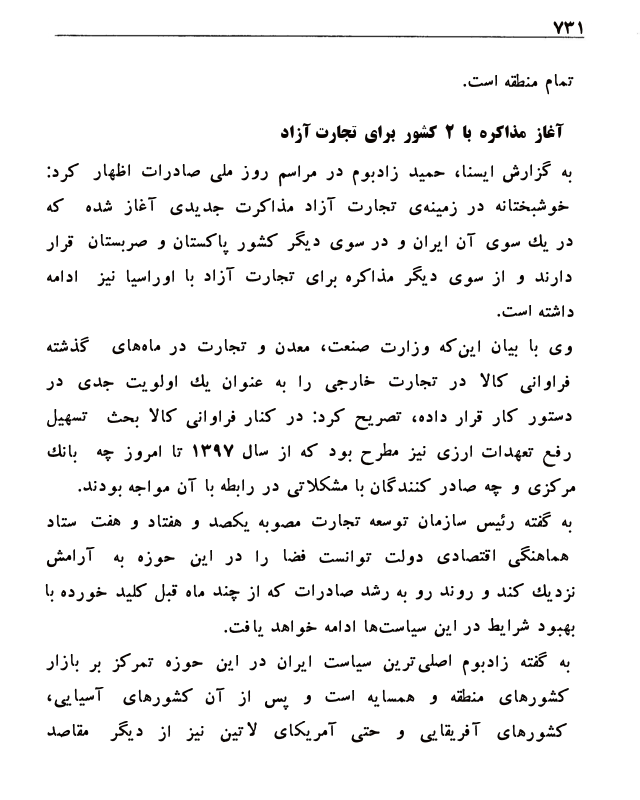 ۷۳۱
تمام منطقه است.
آغاز مذاکره با ۲ کشور برای تجارت آزاد
به گزارش ایسنا، حمید زادبوم در مراسم روز ملی صادرات اظهار کرد:
خوشبختانه در زمینه‌ی تجارت آزاد مذاکرت جدیدی آغاز شده که
در یك سوی آن ایران و در سوی دیگر کشور پاکستان و صربستان قرار
دارند و از سوی دیگر مذاکره برای تجارت آزاد با اوراسیا نیز ادامه
داشته است.
وی با بیان این‌که وزارت صنعت، معدن و تجارت در ماه‌های گذشته
فراوانی کالا در تجارت خارجی را به عنوان یك اولویت جدی در
دستور کار قرار داده، تصریح کرد: در کنار فراوانی کالا بحث تسهیل
رفع تعهدات ارزی نیز مطرح بود که از سال ۱۳۹۷ تا امروز چه بانك
مرکزی و چه صادر کنندگان با مشکلاتی در رابطه با آن مواجه بودند.
به گفته رئیس سازمان توسعه تجارت مصوبه یکصد و هفتاد و هفت ستاد
هماهنگی اقتصادی دولت توانست فضا را در این حوزه به آرامش
نزدیك کند و روند رو به رشد صادرات که از چند ماه قبل کلید خورده با
بهبود شرایط در این سیاست‌ها ادامه خواهد یافت.
به گفته زادبوم اصلی‌ترین سیاست ایران در این حوزه تمرکز بر بازار
کشورهای منطقه و همسایه است و پس از آن کشورهای آسیایی،
کشورهای آفریقایی و حتی آمریکای لاتین نیز از دیگر مقاصد